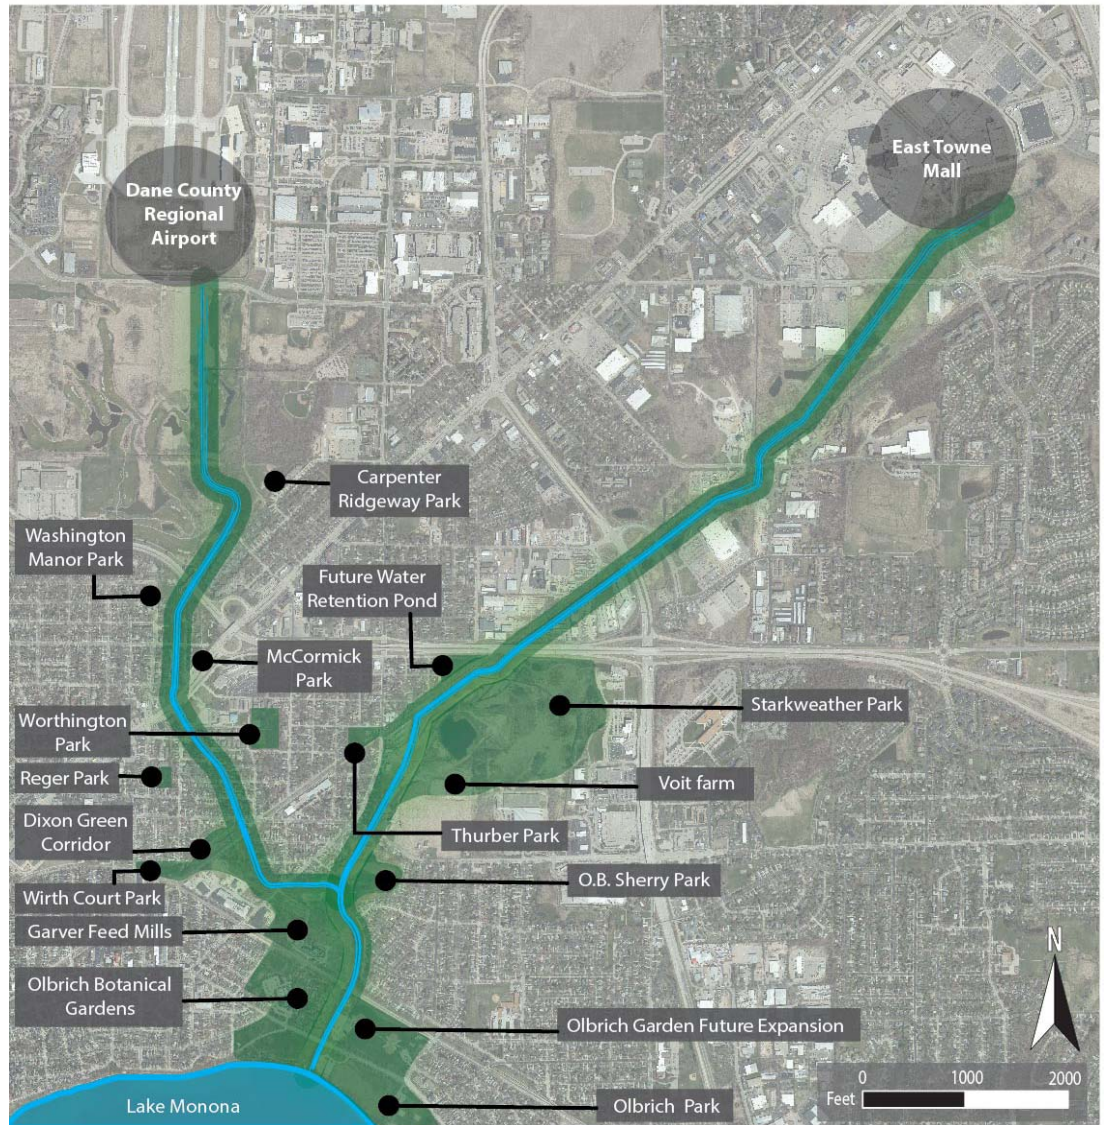 East Towne
Mall
Dane County
Regional
Airport
Carpenter
Ridgeway Park
Washington
Manor Park
Future Water
Retention Pond
McCormick
Park
Starkweather Park
Worthington
Park
Reger Park
Voit farm
Dixon Green
Corridor
Thurber Park
Wirth Court Park
O.B. Sherry Park
Garver Feed Mills
Olbrich Botanical
Gardens
Olbrich Garden Future Expansion
N
0 1000 2000
Feet
Lake Monona
Olbrich Park